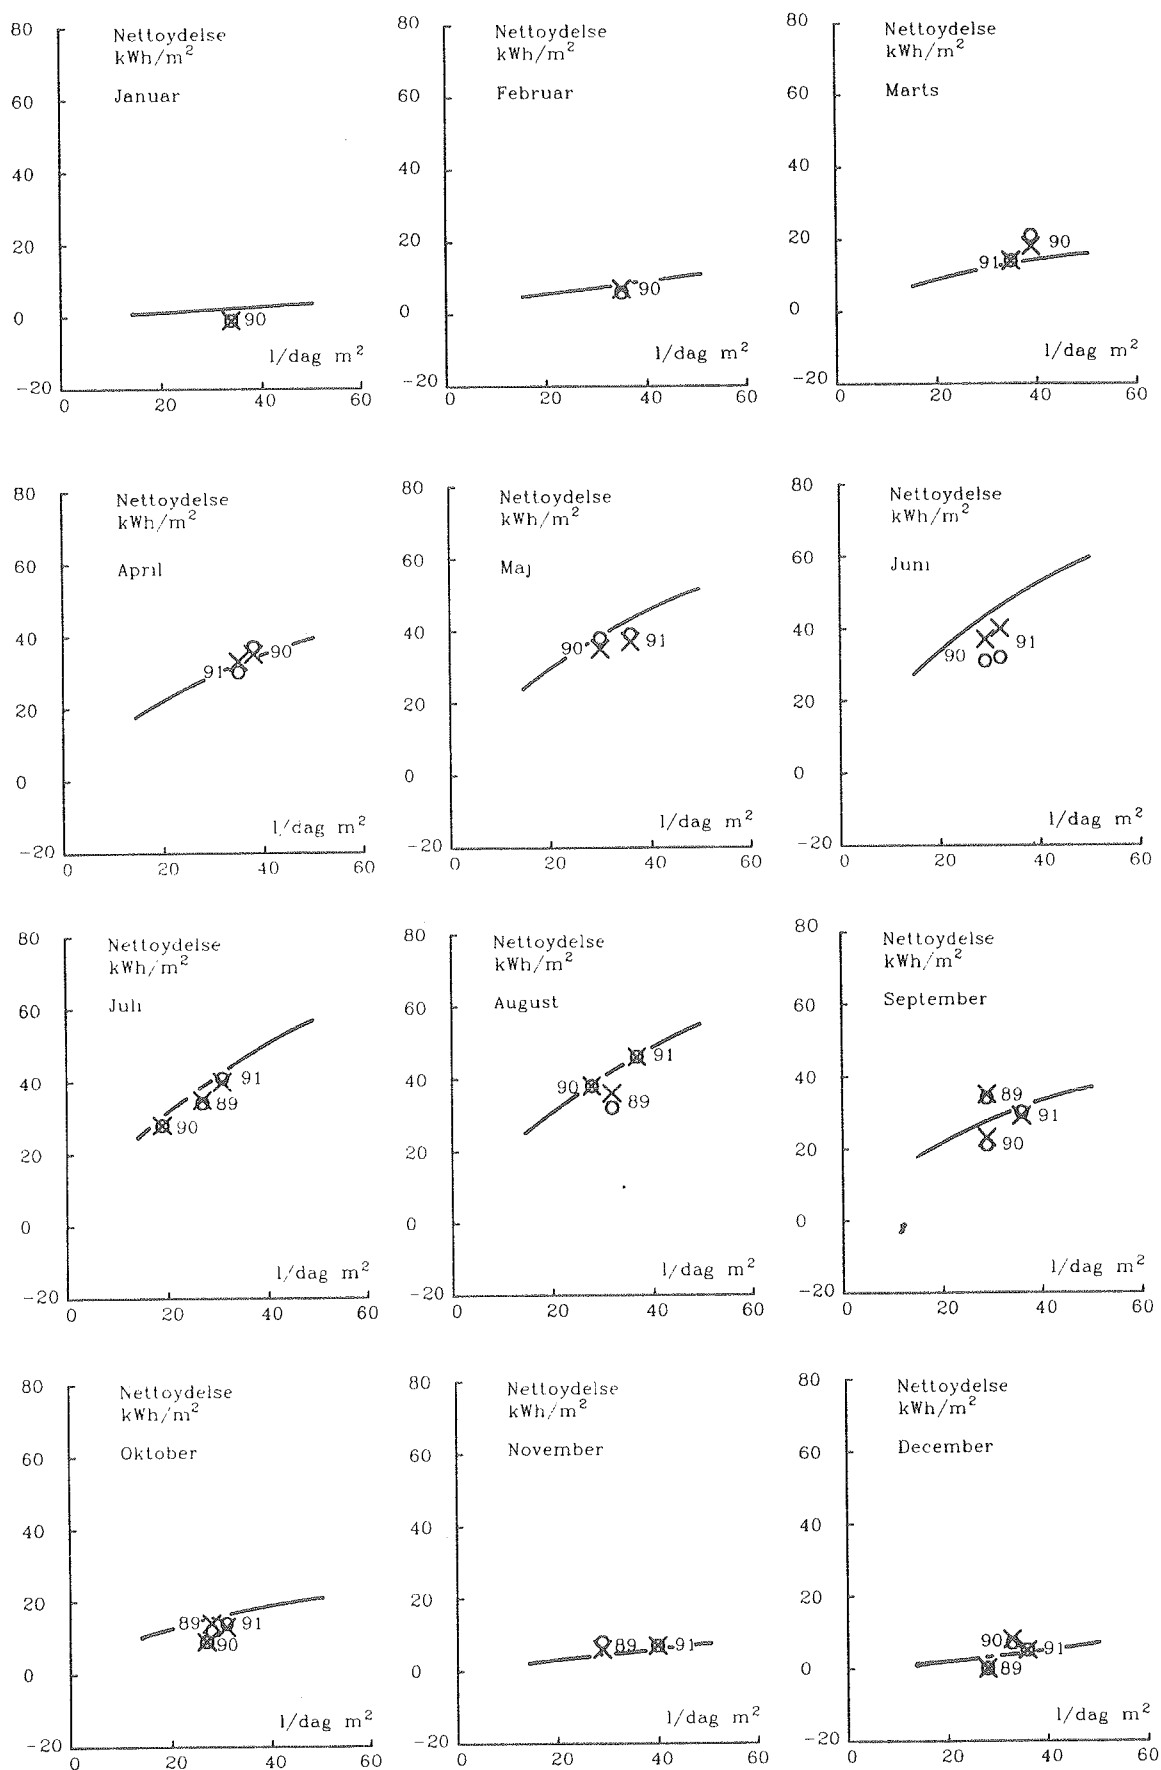 80
Nettoydelse
kWh/m²
Januar
60
40
20
0
90
l/dag m²
-20
0 20 40 60
80
Nettoydelse
kWh/m²
Februar
60
40
20
0
90
l/dag m²
-20
0 20 40 60
80
Nettoydelse
kWh/m²
Marts
60
40
20
91 90
0
l/dag m²
-20
0 20 40 60
80
Nettoydelse
kWh/m²
April
60
40
91 90
20
0
l/dag m²
-20
0 20 40 60
80
Nettoydelse
kWh/m²
Maj
60
40
90 91
20
0
l/dag m²
-20
0 20 40 60
80
Nettoydelse
kWh/m²
Juni
60
40
90 91
20
0
l/dag m²
-20
0 20 40 60
80
Nettoydelse
kWh/m²
Juli
60
40
91
89
90
20
0
l/dag m²
-20
0 20 40 60
80
Nettoydelse
kWh/m²
August
60
91
90
89
40
20
0
l/dag m²
-20
0 20 40 60
80
Nettoydelse
kWh/m²
September
60
40
89
91
90
20
0
l/dag m²
-20
0 20 40 60
80
Nettoydelse
kWh/m²
Oktober
60
40
20
89 91
90
0
l/dag m²
-20
0 20 40 60
80
Nettoydelse
kWh/m²
November
60
40
20
89 91
0
l/dag m²
-20
0 20 40 60
80
Nettoydelse
kWh/m²
December
60
40
20
90 91
89
0
l/dag m²
-20
0 20 40 60